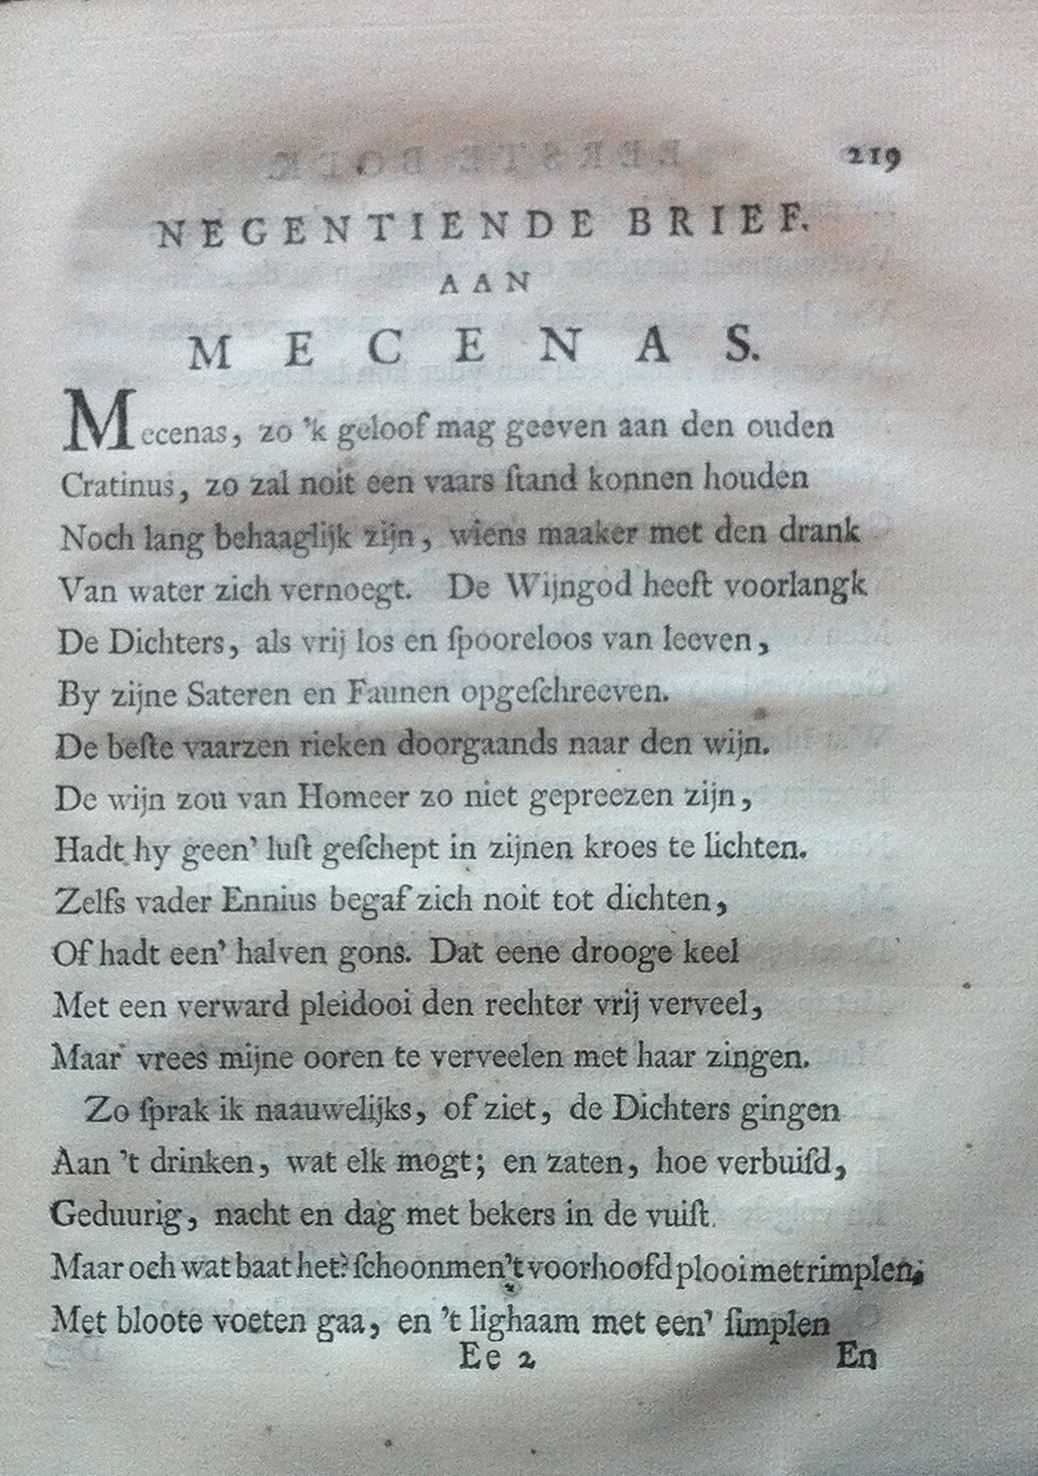 219
NEGENTIENDE BRIEF.
AAN
MECENAS.
Mecenas, zo 'k geloof mag geeven aan den ouden
Cratinus, zo zal noit een vaars ſtand konnen houden
Noch lang behaaglijk zijn, wiens maaker met den drank
Van water zich vernoegt. De Wijngod heeft voorlangk
De Dichters, als vrij los en ſpooreloos van leeven,
By zijne Sateren en Faunen opgeſchreeven.
De beſte vaarzen rieken doorgaands naar den wijn.
De wijn zou van Homeer zo niet gepreezen zijn,
Hadt hy geen' luſt geſchept in zijnen kroes te lichten.
Zelfs vader Ennius begaf zich noit tot dichten,
Of hadt een' halven gons. Dat eene drooge keel
Met een verward pleidooi den rechter vrij verveel,
Maar vrees mijne ooren te verveelen met haar zingen.
Zo ſprak ik naauwelijks, of ziet, de Dichters gingen
Aan 't drinken, wat elk mogt; en zaten, hoe verbuiſd,
Geduurig, nacht en dag met bekers in de vuiſt.
Maar och wat baat het? ſchoon men 't voorhoofd plooi met rimplen,
Met bloote voeten gaa, en 't lighaam met een' ſimplen
Ee 2 En